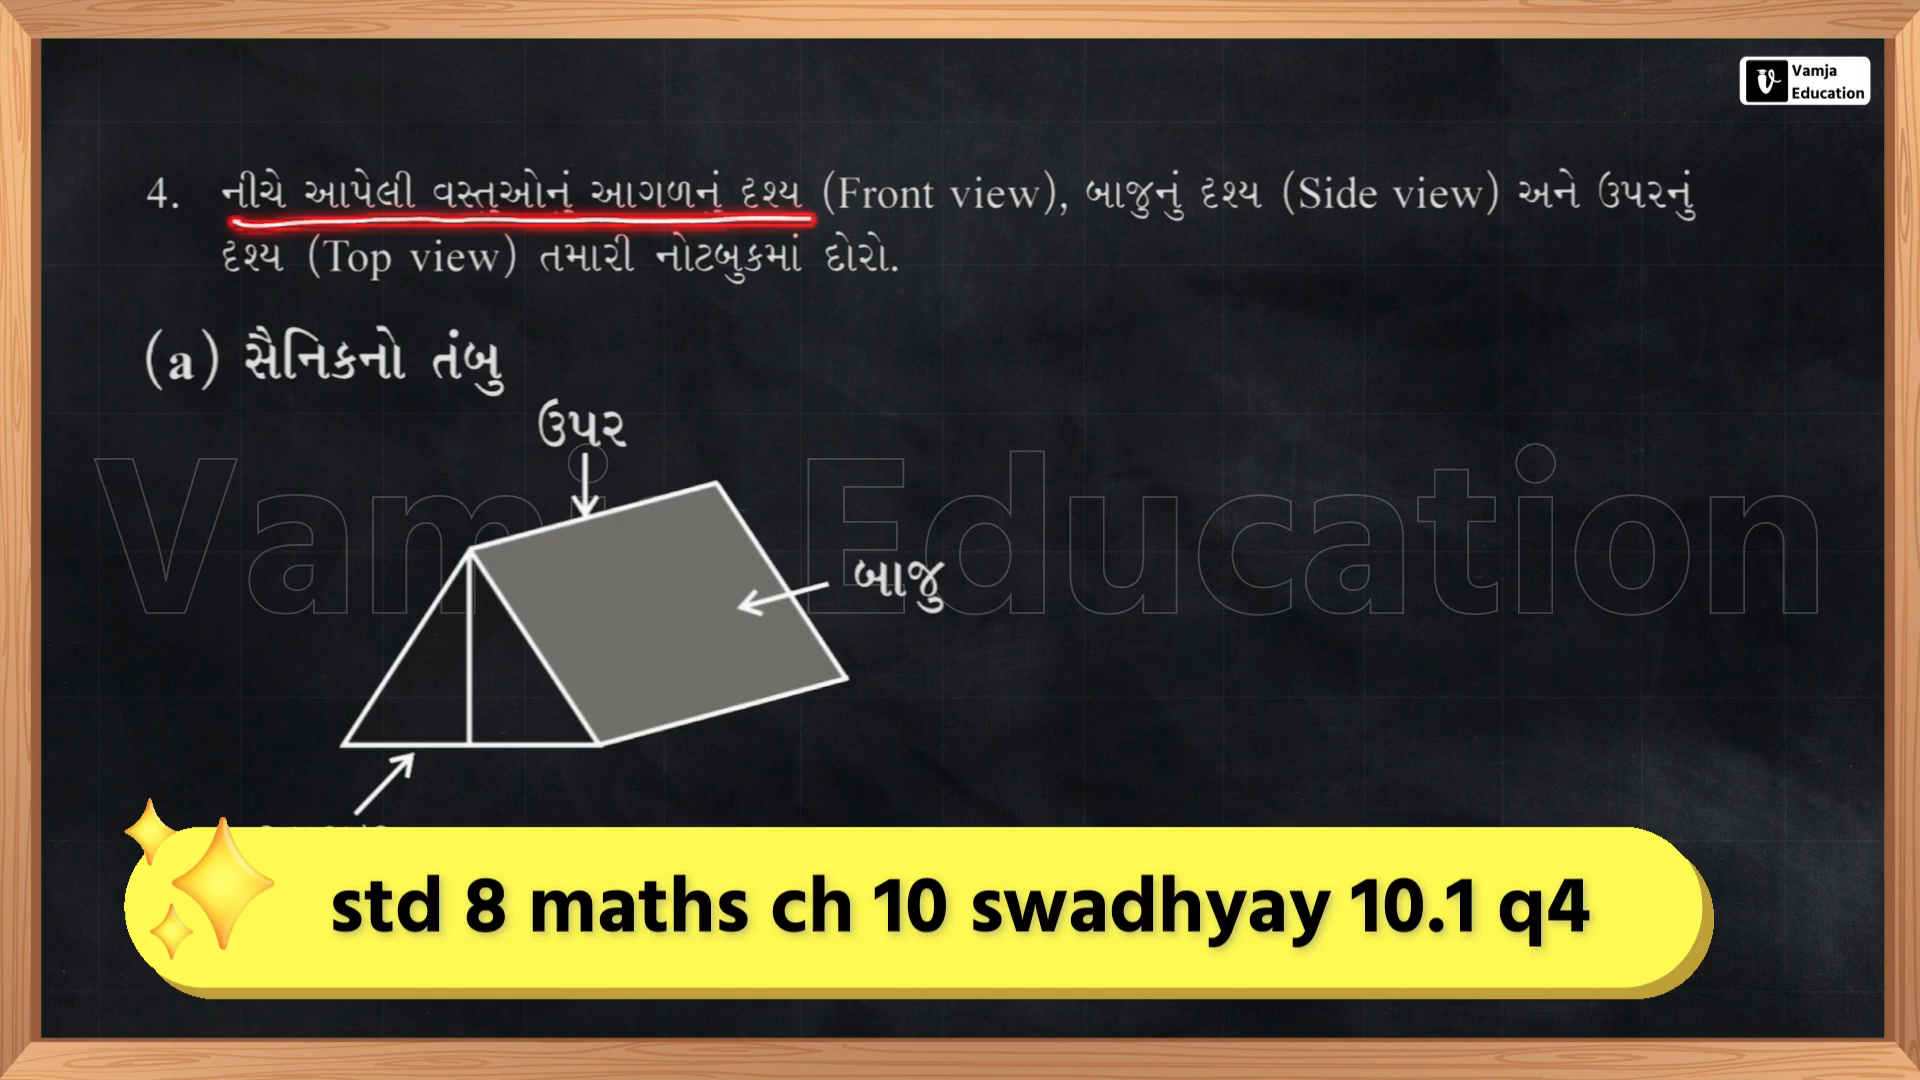 Vamja
Education
4. નીચે આપેલી વસ્તુઓનું આગળનું દૃશ્ય (Front view), બાજુનું દૃશ્ય (Side view) અને ઉપરનું
દૃશ્ય (Top view) તમારી નોટબુકમાં દોરો.
(a) સૈનિકનો તંબુ
ઉપર
બાજુ
Vamja Education
std 8 maths ch 10 swadhyay 10.1 q4